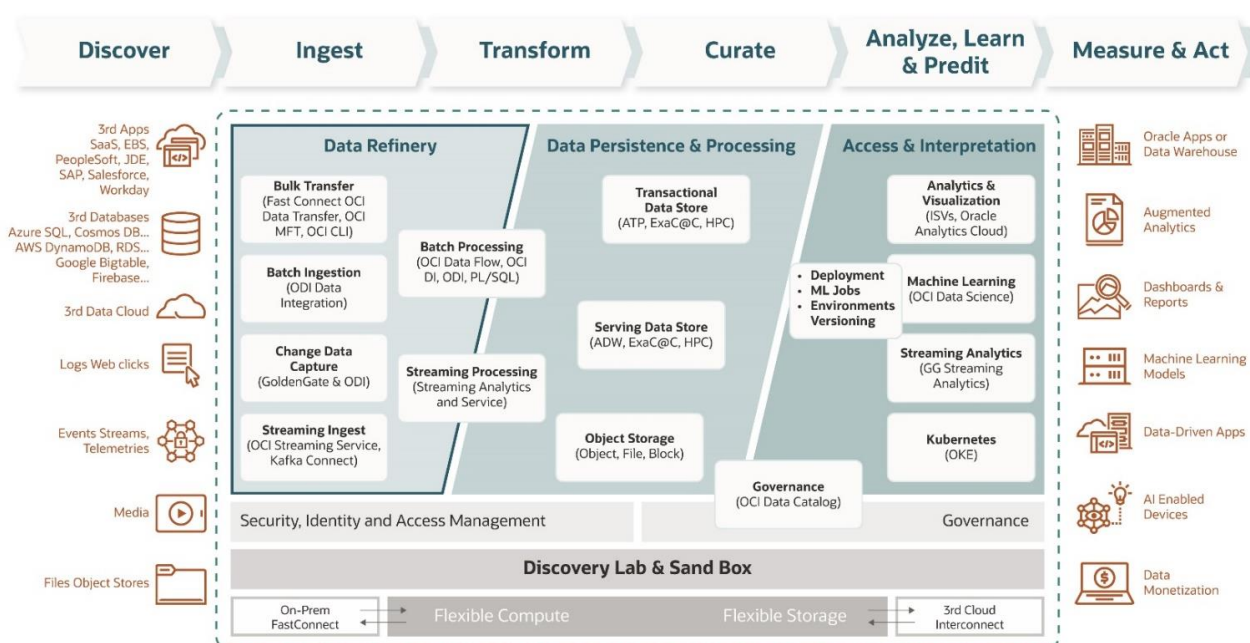 Discover
Ingest
Transform
Curate
Analyze, Learn
& Predit
Measure & Act
3rd Apps
SaaS, EBS,
PeopleSoft, JDE,
SAP, Salesforce,
Workday
3rd Databases
Azure SQL, Cosmos DB...
AWS DynamoDB, RDS...
Google Bigtable,
Firebase...
3rd Data Cloud
Logs Web clicks
Events Streams,
Telemetries
Media
Files Object Stores
Data Refinery
Bulk Transfer
(Fast Connect OCI
Data Transfer, OCI
MFT, OCI CLI)
Batch Ingestion
(ODI Data
Integration)
Change Data
Capture
(GoldenGate & ODI)
Streaming Ingest
(OCI Streaming Service,
Kafka Connect)
Batch Processing
(OCI Data Flow, OCI
DI, ODI, PL/SQL)
Streaming Processing
(Streaming Analytics
and Service)
Data Persistence & Processing
Transactional
Data Store
(ATP, ExaC@C, HPC)
Serving Data Store
(ADW, ExaC@C, HPC)
Object Storage
(Object, File, Block)
Governance
(OCI Data Catalog)
Access & Interpretation
Analytics &
Visualization
(ISVs, Oracle
Analytics Cloud)
• Deployment
• ML Jobs
• Environments
Versioning
Machine Learning
(OCI Data Science)
Streaming Analytics
(GG Streaming
Analytics)
Kubernetes
(OKE)
Security, Identity and Access Management
Governance
Discovery Lab & Sand Box
On-Prem
FastConnect
Flexible Compute
Flexible Storage
3rd Cloud
Interconnect
Oracle Apps or
Data Warehouse
Augmented
Analytics
Dashboards &
Reports
Machine Learning
Models
Data-Driven Apps
AI Enabled
Devices
Data
Monetization